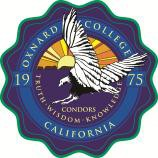 OXNARD COLLEGE
19 75
CONDORS
TRUTH·WISDOM·KNOWLEDGE
CALIFORNIA